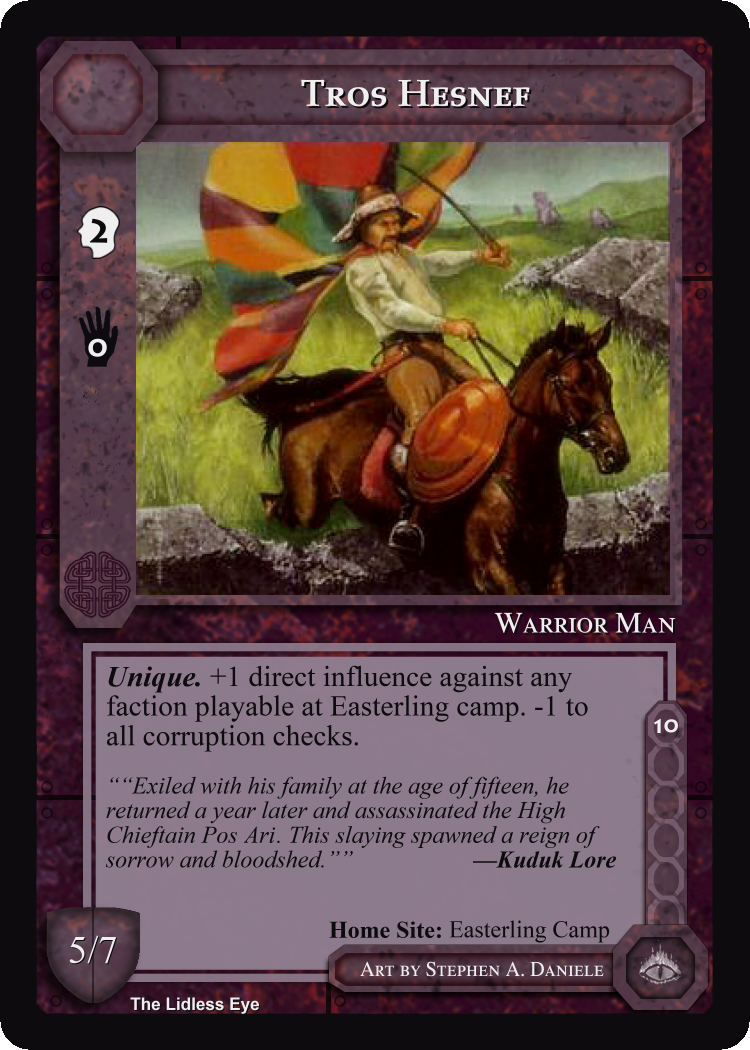 Tros Hesnef
2
0
Warrior Man
Unique. +1 direct influence against any
faction playable at Easterling camp. -1 to
all corruption checks.
10
““Exiled with his family at the age of fifteen, he
returned a year later and assassinated the High
Chieftain Pos Ari. This slaying spawned a reign of
sorrow and bloodshed.”” —Kuduk Lore
Home Site: Easterling Camp
5/7
Art by Stephen A. Daniele
The Lidless Eye